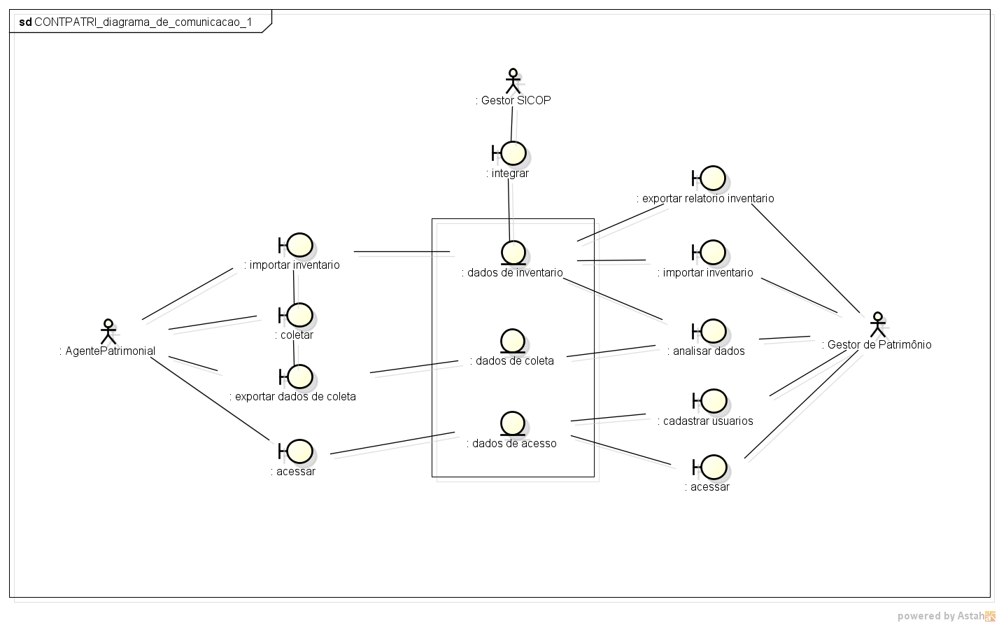 sd CONTPATRI_diagrama_de_comunicacao_1
: Gestor SICOP
: integrar
: exportar relatorio inventario
: importar inventario
: dados de inventario
: importar inventario
: coletar
: AgentePatrimonial
: dados de coleta
: analisar dados
: Gestor de Patrimônio
: exportar dados de coleta
: cadastrar usuarios
: dados de acesso
: acessar
: acessar
powered by Astah